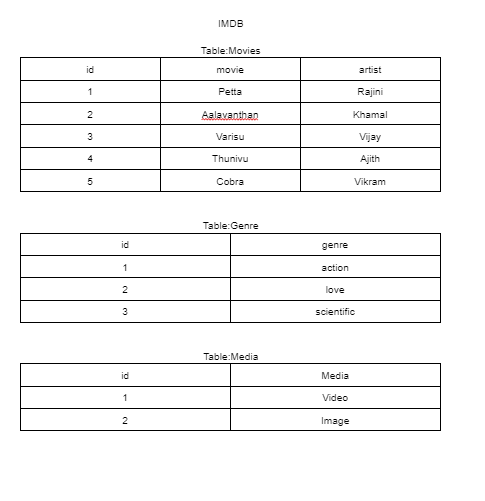 IMDB
Table:Movies
id movie artist
1 Petta Rajini
2 Aalavanthan Khamal
3 Varisu Vijay
4 Thunivu Ajith
5 Cobra Vikram
Table:Genre
id genre
1 action
2 love
3 scientific
Table:Media
id Media
1 Video
2 Image